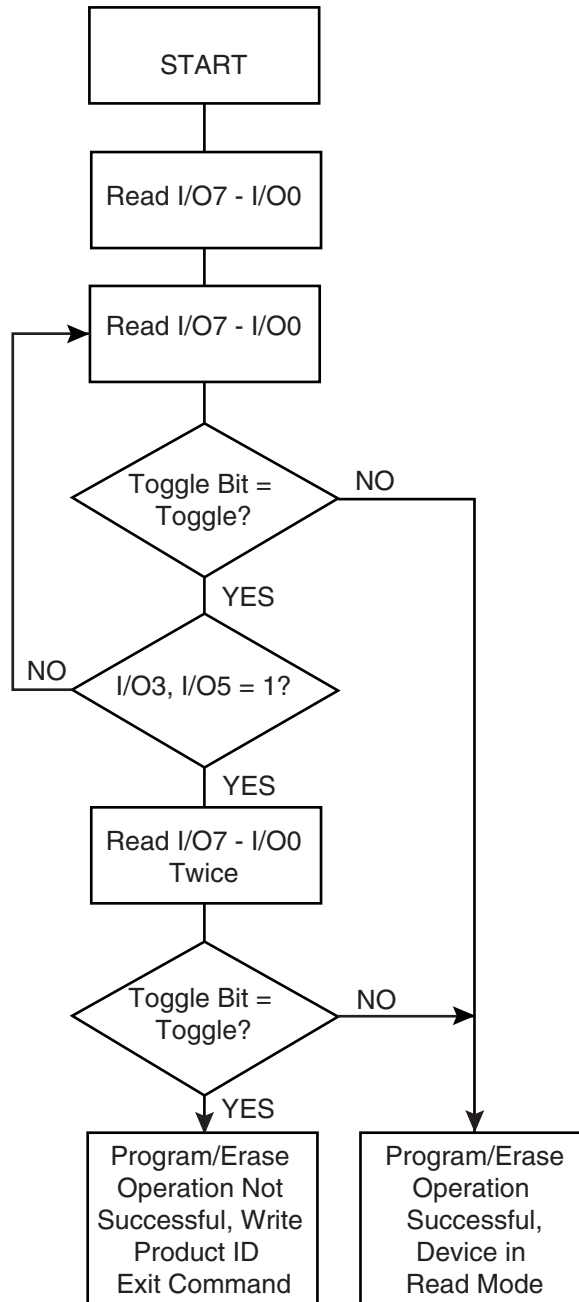 START
Read I/O7 - I/O0
Read I/O7 - I/O0
Toggle Bit =
Toggle?
NO
YES
NO
I/O3, I/O5 = 1?
YES
Read I/O7 - I/O0
Twice
Toggle Bit =
Toggle?
NO
YES
Program/Erase
Operation Not
Successful, Write
Product ID
Exit Command
Program/Erase
Operation
Successful,
Device in
Read Mode